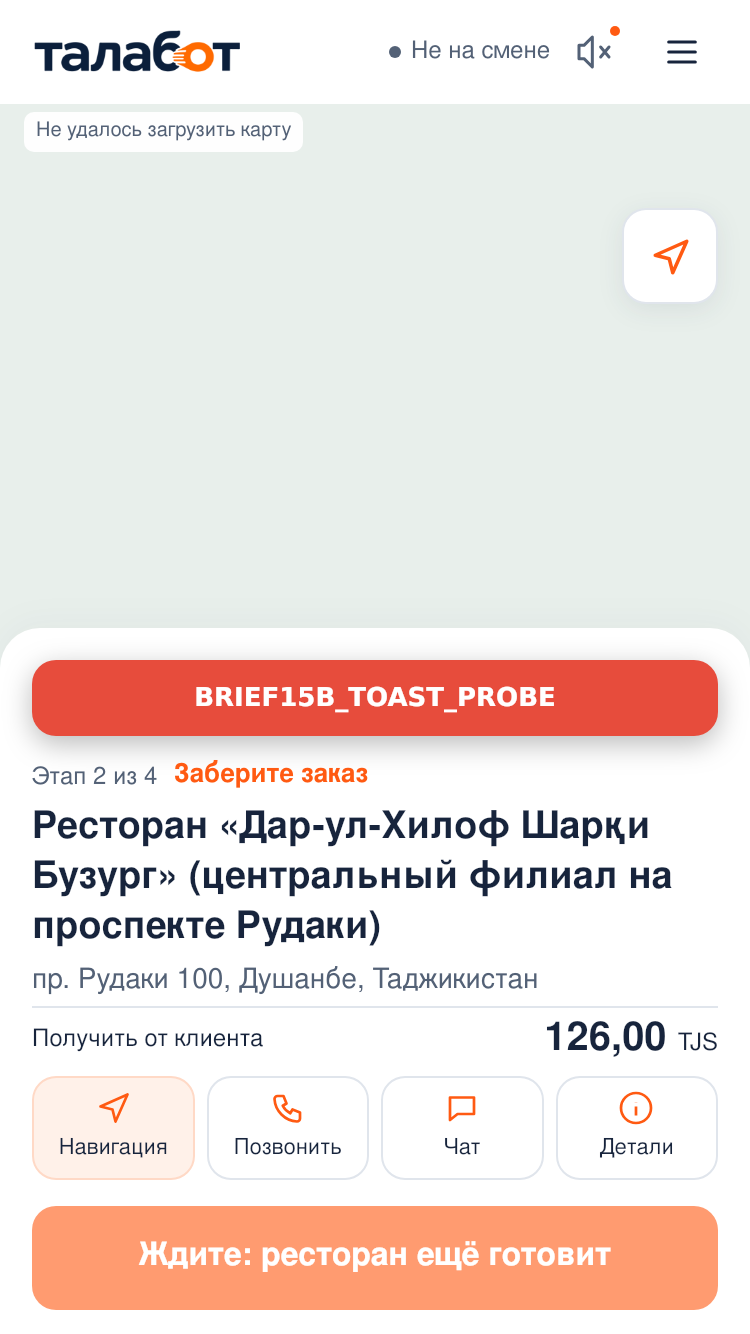 талабот
Не на смене
Не удалось загрузить карту
BRIEF15B_TOAST_PROBE
Этап 2 из 4 Заберите заказ
Ресторан «Дар-ул-Хилоф Шарқи
Бузург» (центральный филиал на
проспекте Рудаки)
пр. Рудаки 100, Душанбе, Таджикистан
Получить от клиента 126,00 TJS
Навигация Позвонить Чат Детали
Ждите: ресторан ещё готовит